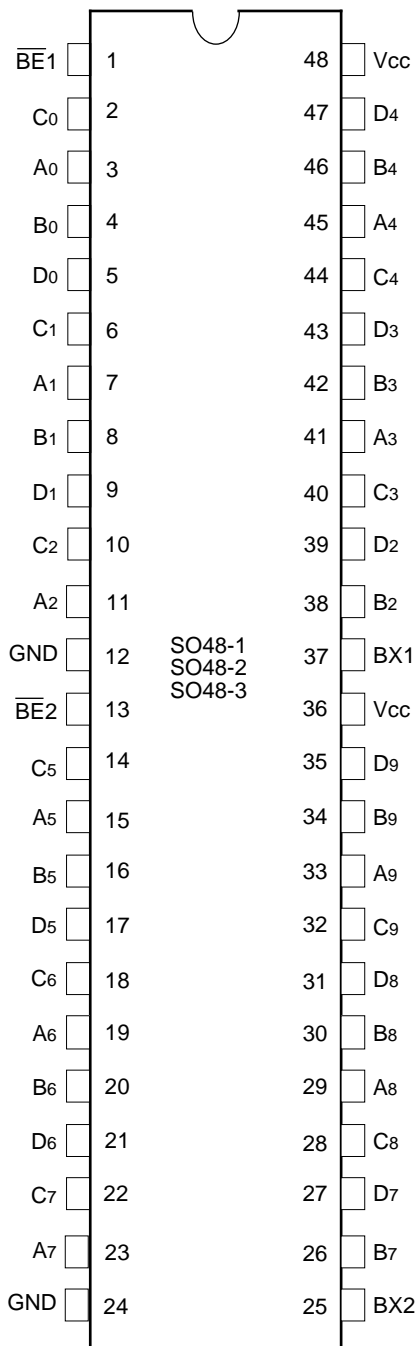 BE1 1 48 Vcc
C0 2 47 D4
A0 3 46 B4
B0 4 45 A4
D0 5 44 C4
C1 6 43 D3
A1 7 42 B3
B1 8 41 A3
D1 9 40 C3
C2 10 39 D2
A2 11 38 B2
SO48-1
GND 12 37 BX1
SO48-2
SO48-3
BE2 13 36 Vcc
C5 14 35 D9
A5 15 34 B9
B5 16 33 A9
D5 17 32 C9
C6 18 31 D8
A6 19 30 B8
B6 20 29 A8
D6 21 28 C8
C7 22 27 D7
A7 23 26 B7
GND 24 25 BX2